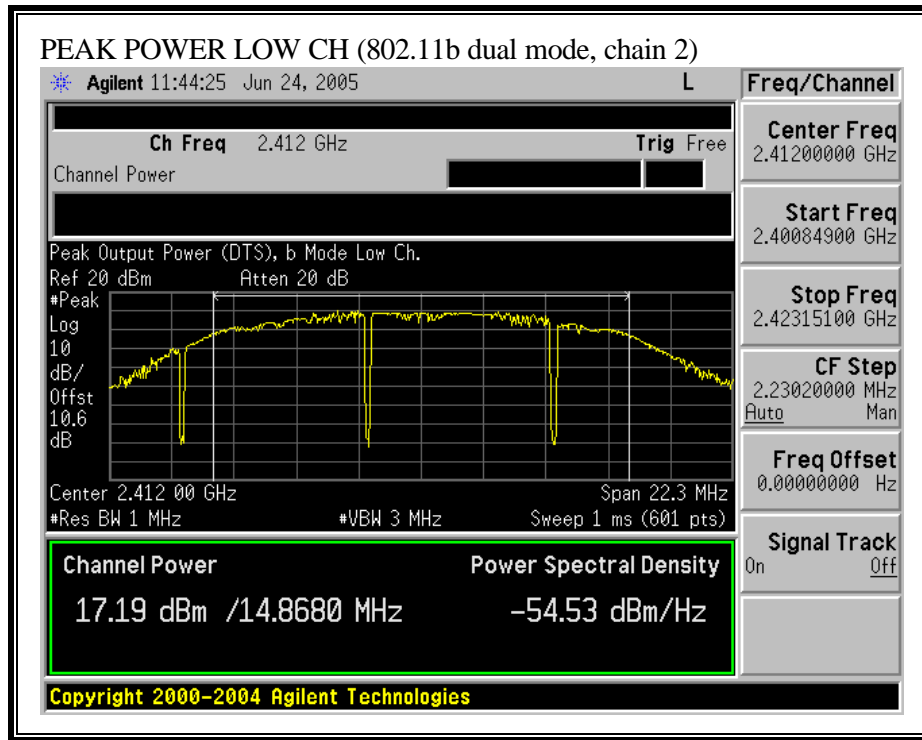 PEAK POWER LOW CH (802.11b dual mode, chain 2)
Agilent 11:44:25 Jun 24, 2005 L
Freq/Channel
Ch Freq 2.412 GHz Trig Free
Channel Power
Center Freq
2.41200000 GHz
Start Freq
2.40084900 GHz
Stop Freq
2.42315100 GHz
CF Step
2.23020000 MHz
Auto Man
Freq Offset
0.00000000 Hz
Signal Track
On Off
Peak Output Power (DTS), b Mode Low Ch.
Ref 20 dBm Atten 20 dB
#Peak
Log
10
dB/
Offst
10.6
dB
Center 2.412 00 GHz Span 22.3 MHz
#Res BW 1 MHz #VBW 3 MHz Sweep 1 ms (601 pts)
Channel Power Power Spectral Density
17.19 dBm /14.8680 MHz -54.53 dBm/Hz
Copyright 2000-2004 Agilent Technologies